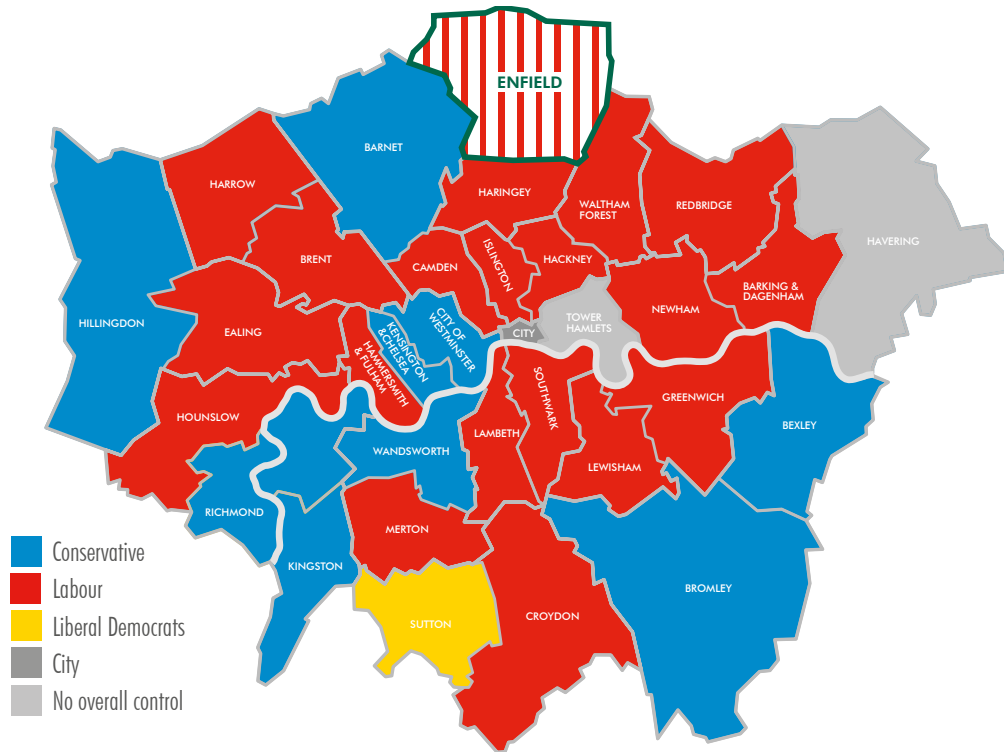 ENFIELD
BARNET
HARROW
HARINGEY
WALTHAM
FOREST
REDBRIDGE
HAVERING
BRENT
CAMDEN
ISLINGTON
HACKNEY
BARKING &
DAGENHAM
NEWHAM
HILLINGDON
EALING
TOWER
HAMLETS
CITY
CITY OF
WESTMINSTER
KENSINGTON
& CHELSEA
HAMMERSMITH
& FULHAM
HOUNSLOW
SOUTHWARK
GREENWICH
BEXLEY
LAMBETH
WANDSWORTH
LEWISHAM
RICHMOND
MERTON
KINGSTON
BROMLEY
SUTTON
CROYDON
Conservative
Labour
Liberal Democrats
City
No overall control